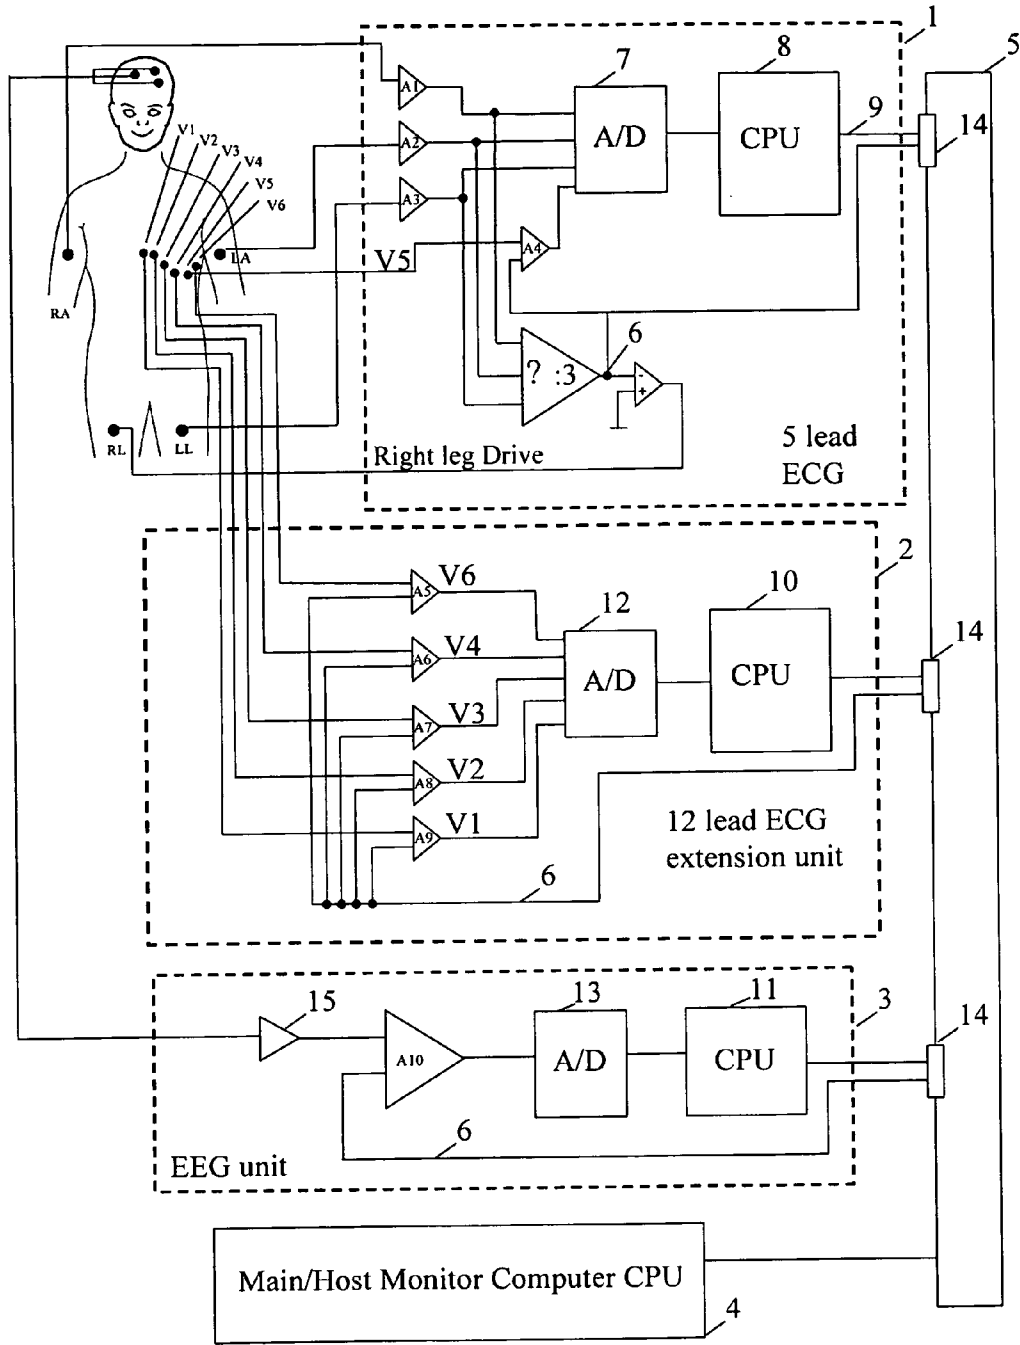 1
5
7
8
A1
A/D
CPU
9
14
V1
V2
V3
V4
V5
V6
A2
A3
V5
A4
LA
RA
? :3
6
-
+
RL
LL
Right leg Drive
5 lead
ECG
2
V6
A5
12
10
14
V4
A6
A/D
CPU
V3
A7
V2
A8
V1
A9
12 lead ECG
extension unit
6
15
13
11
3
14
A10
A/D
CPU
6
EEG unit
Main/Host Monitor Computer CPU
4